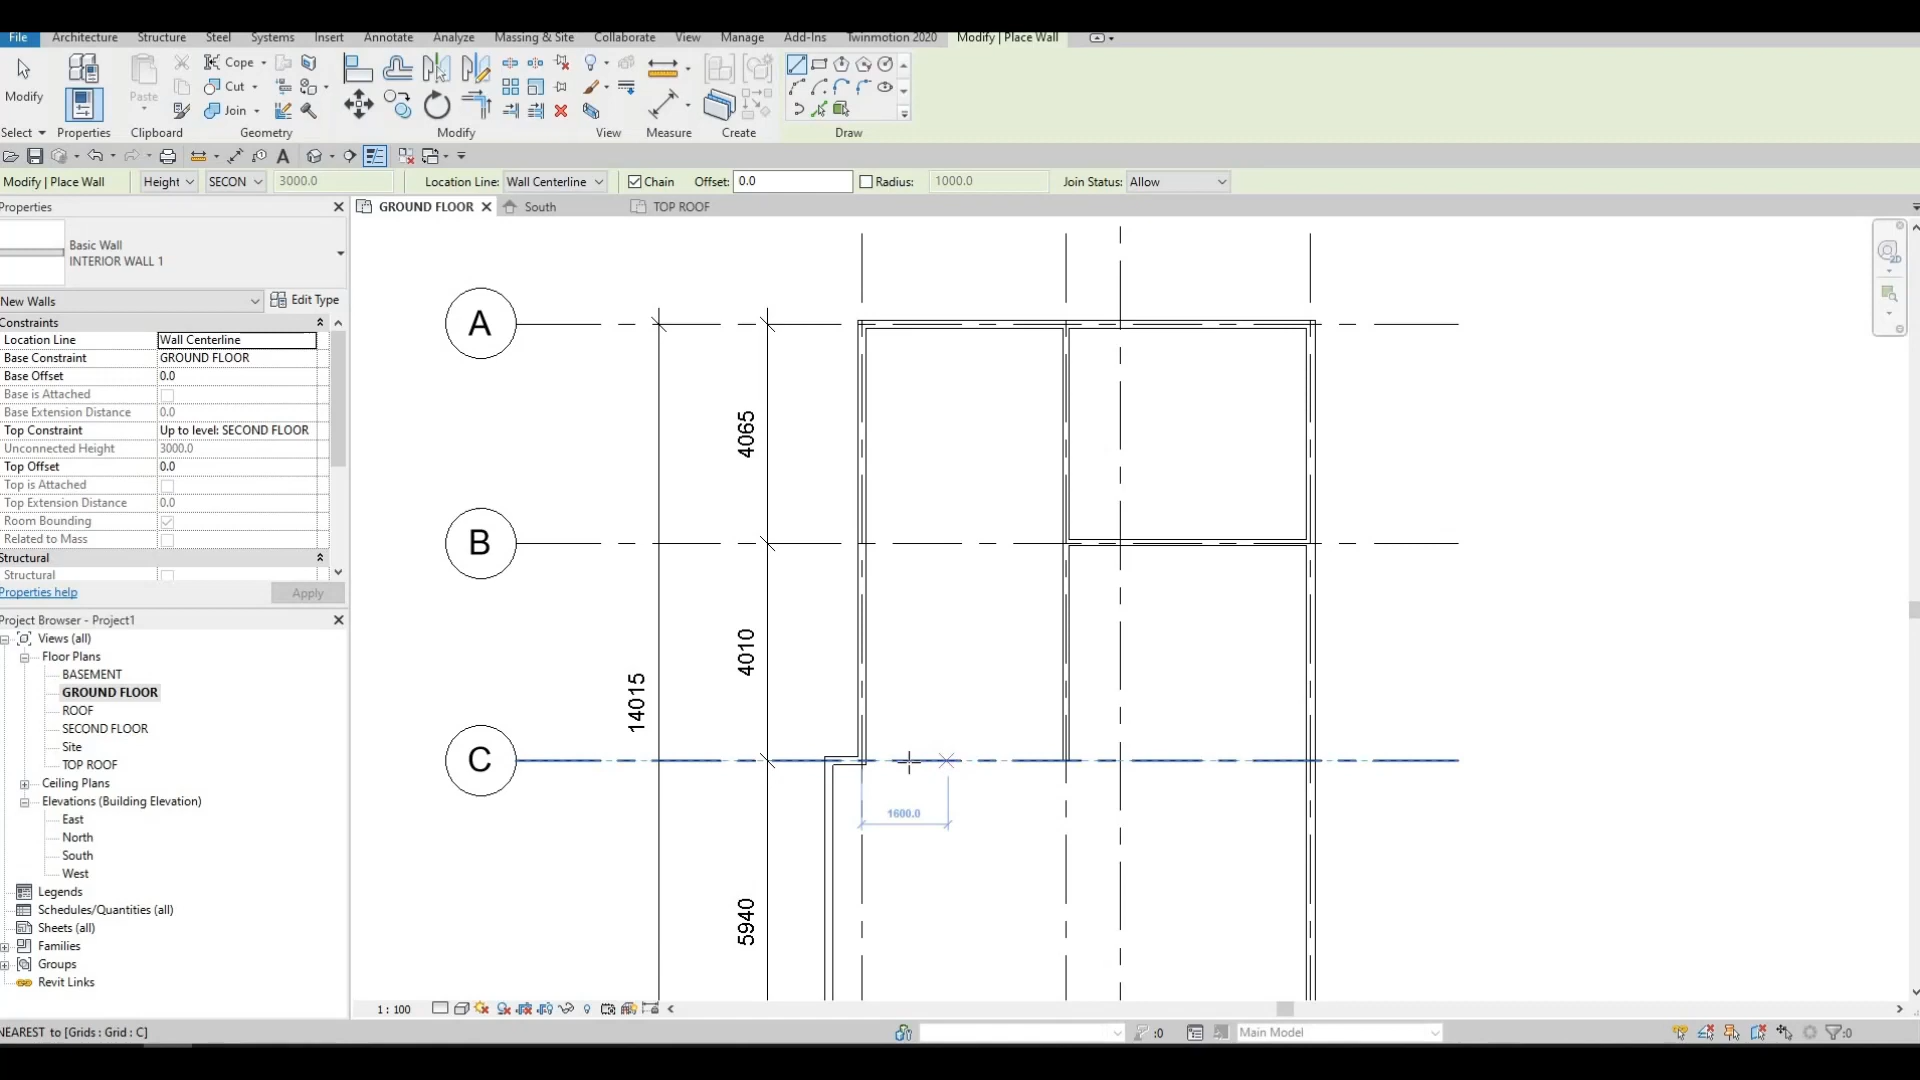 File Architecture Structure Steel Systems Insert Annotate Analyze Massing & Site Collaborate View Manage Add-Ins Twinmotion 2020 Modify | Place Wall
Modify
Paste
Cope
Cut
Join
Select Properties Clipboard Geometry Modify View Measure Create Draw
Modify | Place Wall Height SECON 3000.0 Location Line: Wall Centerline Chain Offset: 0.0 Radius: 1000.0 Join Status: Allow
Properties
GROUND FLOOR South TOP ROOF
Basic Wall
INTERIOR WALL 1
New Walls Edit Type
Constraints
Location Line Wall Centerline
Base Constraint GROUND FLOOR
Base Offset 0.0
Base is Attached
Base Extension Distance 0.0
Top Constraint Up to level: SECOND FLOOR
Unconnected Height 3000.0
Top Offset 0.0
Top is Attached
Top Extension Distance 0.0
Room Bounding
Related to Mass
Structural
Structural
Properties help Apply
Project Browser - Project1
Views (all)
Floor Plans
BASEMENT
GROUND FLOOR
ROOF
SECOND FLOOR
Site
TOP ROOF
Ceiling Plans
Elevations (Building Elevation)
East
North
South
West
Legends
Schedules/Quantities (all)
Sheets (all)
Families
Groups
Revit Links
A
B
C
4065
4010
14015
5940
1600.0
2D
1 : 100
NEAREST to [Grids : Grid : C] :0 Main Model :0